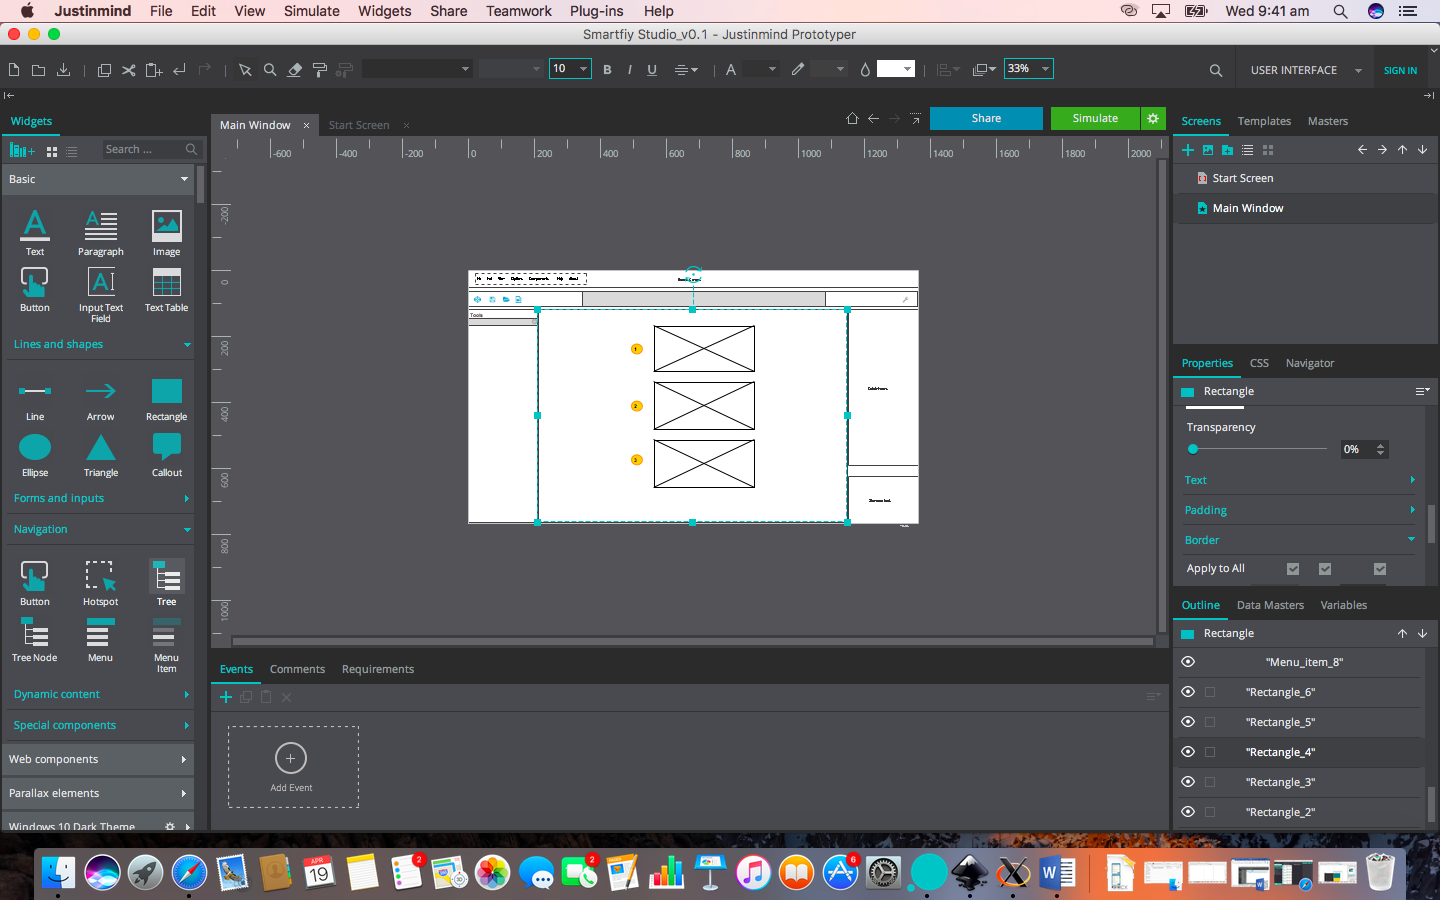 Justinmind File Edit View Simulate Widgets Share Teamwork Plug-ins Help Wed 9:41 am
Smartfiy Studio_v0.1 - Justinmind Prototyper
10 B I U A 33% USER INTERFACE SIGN IN
Widgets
Main Window
Start Screen
Share
Simulate
Screens Templates Masters
Search ...
-600 -400 -200 0 200 400 600 800 1000 1200 1400 1600 1800 2000
Basic
Start Screen
Main Window
Text Paragraph Image
Button Input Text Field Text Table
Lines and shapes
Line Arrow Rectangle
Ellipse Triangle Callout
Forms and inputs
Navigation
Button Hotspot Tree
Tree Node Menu Menu Item
Dynamic content
Special components
Web components
Parallax elements
Windows 10 Dark Theme
-200
0
200
400
600
800
1000
Tools
1
2
3
Events Comments Requirements
Add Event
Properties CSS Navigator
Rectangle
Transparency
0%
Text
Padding
Border
Apply to All
Outline Data Masters Variables
Rectangle
"Menu_item_8"
"Rectangle_6"
"Rectangle_5"
"Rectangle_4"
"Rectangle_3"
"Rectangle_2"
APR
19
2
2
6